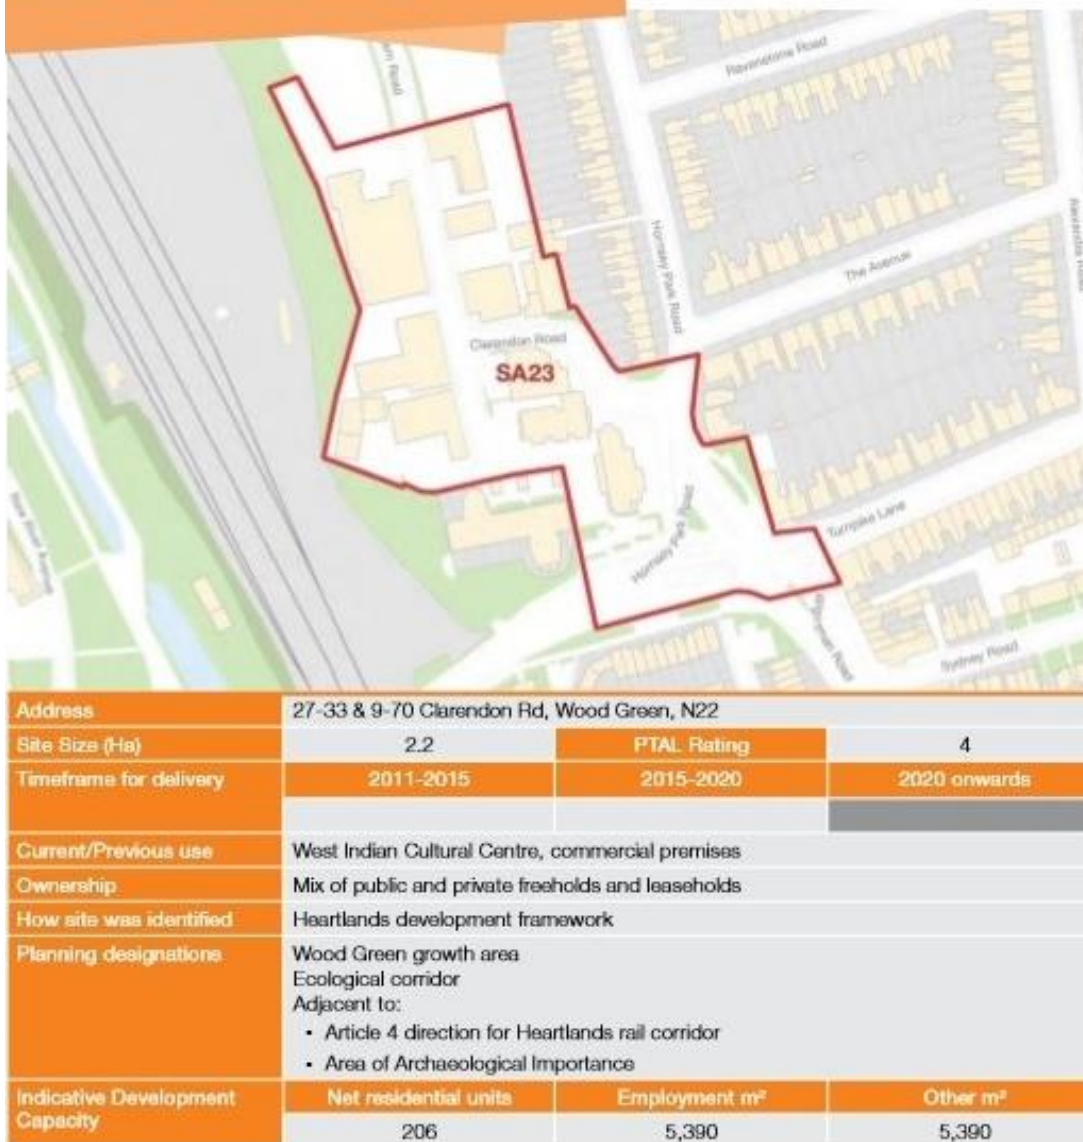 Ravenstone Road
Hornsey Park Road
The Avenue
Alexandra Road
Clarendon Road
SA23
Hornsey Park Road
Turnpike Lane
Wightman Road
Sydney Road
Address
27-33 & 9-70 Clarendon Rd, Wood Green, N22
Site Size (Ha)
2.2
PTAL Rating
4
Timeframe for delivery
2011-2015
2015-2020
2020 onwards
Current/Previous use
West Indian Cultural Centre, commercial premises
Ownership
Mix of public and private freeholds and leaseholds
How site was identified
Heartlands development framework
Planning designations
Wood Green growth area
Ecological corridor
Adjacent to:
• Article 4 direction for Heartlands rail corridor
• Area of Archaeological Importance
Indicative Development
Capacity
Net residential units
Employment m²
Other m²
206
5,390
5,390